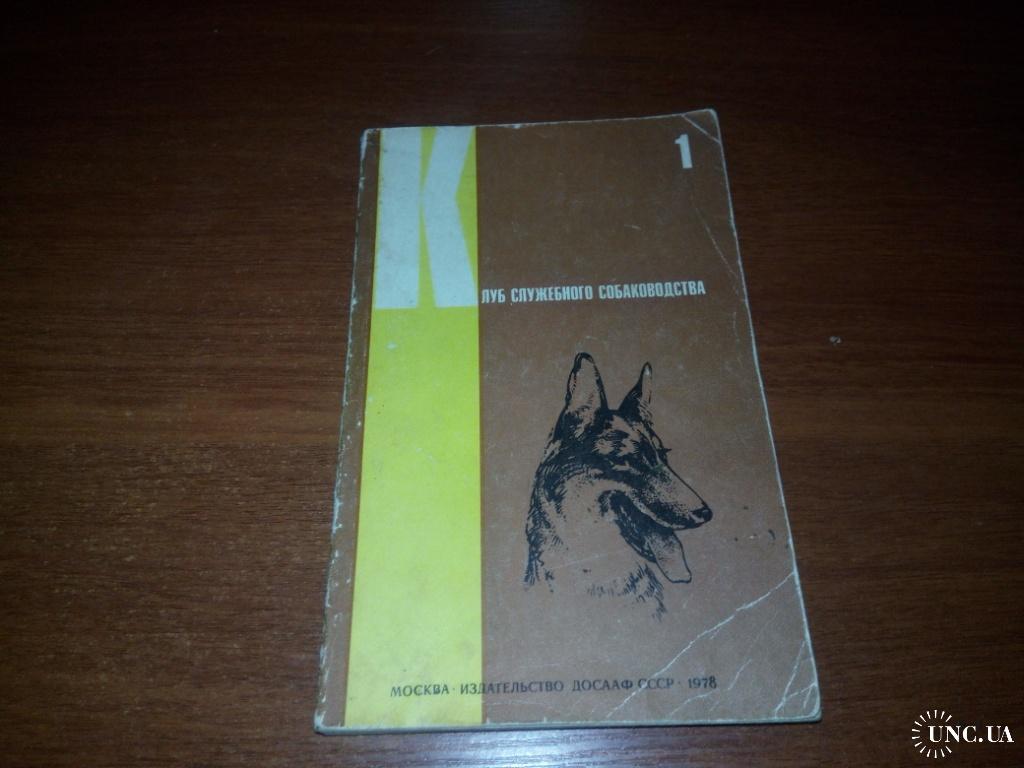 1
Клуб служебного собаководства
МОСКВА · ИЗДАТЕЛЬСТВО ДОСААФ СССР · 1978
UNC.UA